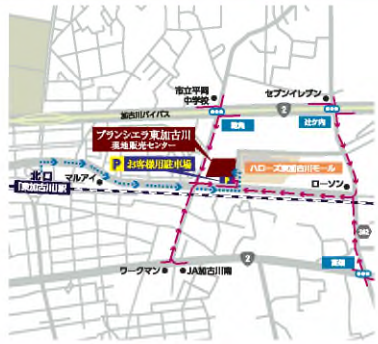 市立平岡
中学校
セブンイレブン
加古川バイパス
2
辻ケ内
ブランシエラ東加古川
現地販売センター
P お客様用駐車場
P
ハローズ東加古川モール
北口
東加古川駅
マルアイ
ローソン
ワークマン
JA加古川南
2